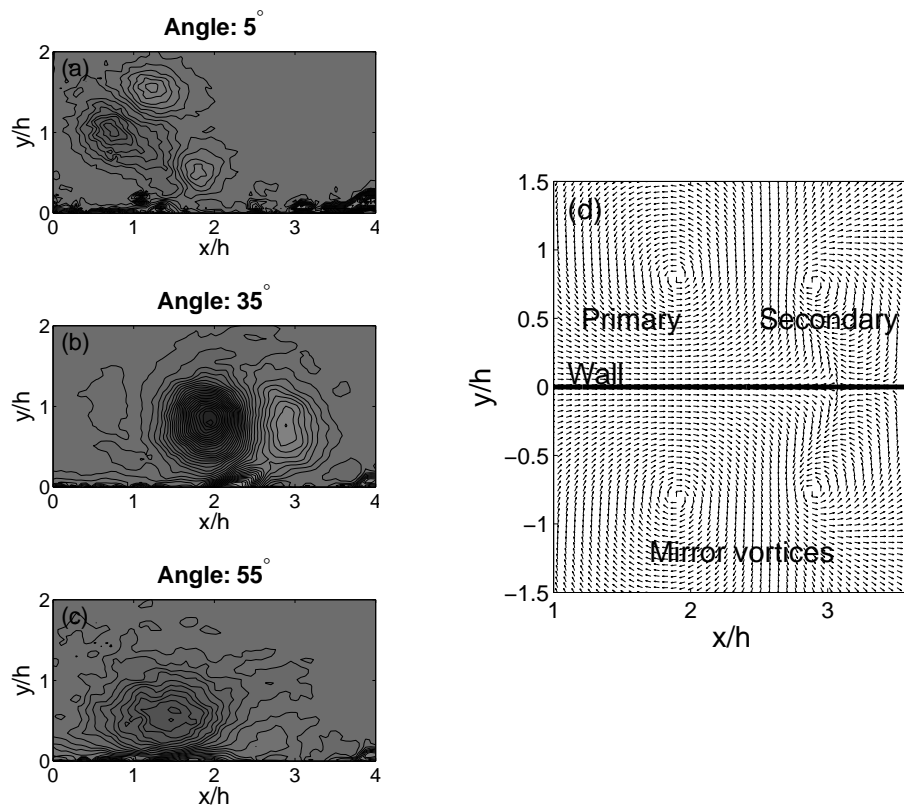 Angle: 5°
(a)
2
1
0
y/h
0 1 2 3 4
x/h
Angle: 35°
(b)
2
1
0
y/h
0 1 2 3 4
x/h
Angle: 55°
(c)
2
1
0
y/h
0 1 2 3 4
x/h
(d)
1.5
1
0.5
0
−0.5
−1
−1.5
y/h
Primary Secondary
Wall
Mirror vortices
1 2 3
x/h